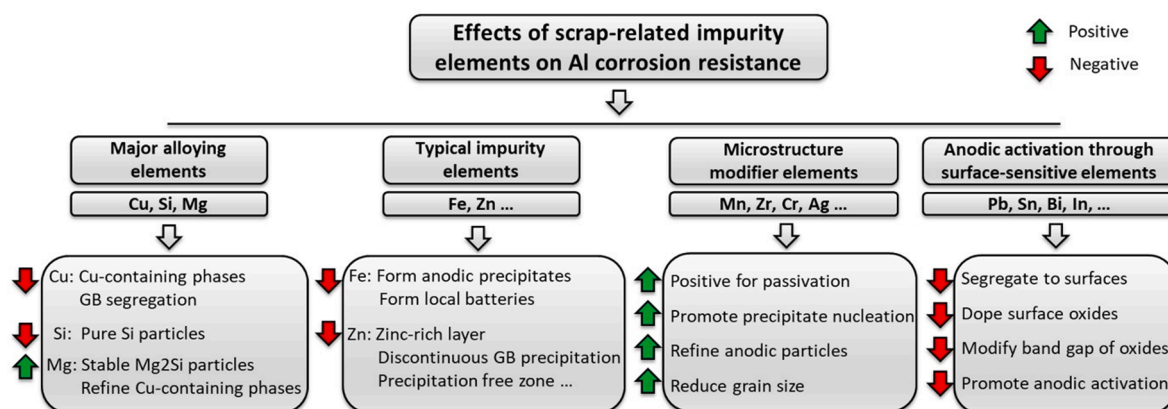 Effects of scrap-related impurity
elements on Al corrosion resistance
Positive
Negative
Major alloying
elements
Cu, Si, Mg
Cu: Cu-containing phases
GB segregation
Si: Pure Si particles
Mg: Stable Mg2Si particles
Refine Cu-containing phases
Typical impurity
elements
Fe, Zn ...
Fe: Form anodic precipitates
Form local batteries
Zn: Zinc-rich layer
Discontinuous GB precipitation
Precipitation free zone ...
Microstructure
modifier elements
Mn, Zr, Cr, Ag ...
Positive for passivation
Promote precipitate nucleation
Refine anodic particles
Reduce grain size
Anodic activation through
surface-sensitive elements
Pb, Sn, Bi, In, ...
Segregate to surfaces
Dope surface oxides
Modify band gap of oxides
Promote anodic activation